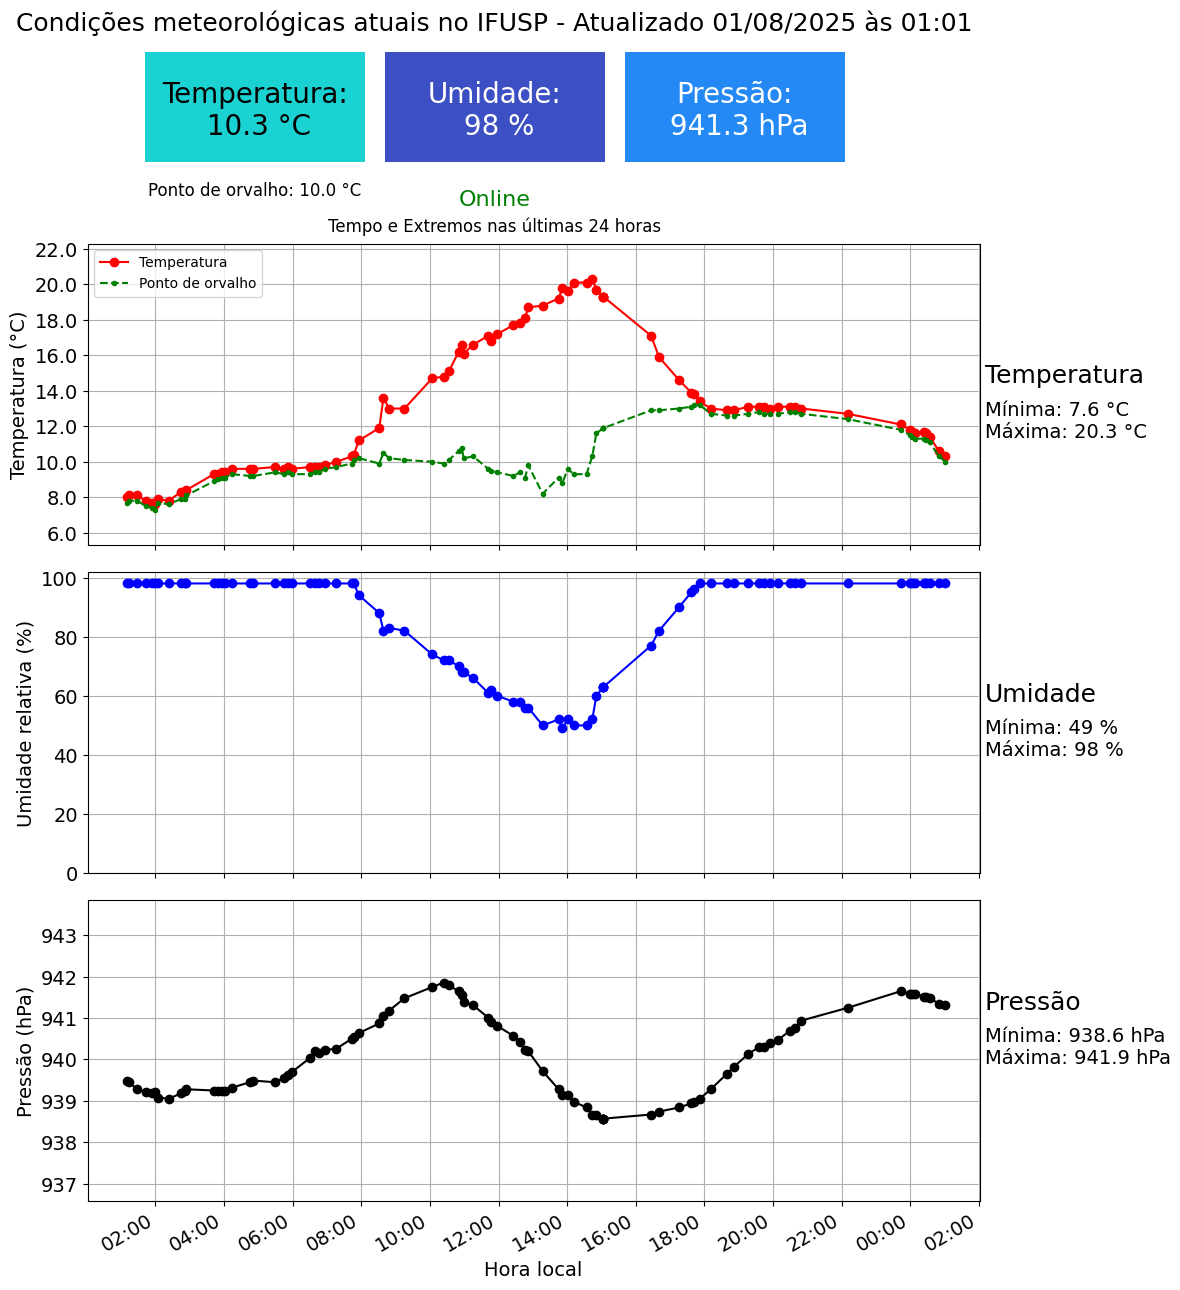 Condições meteorológicas atuais no IFUSP - Atualizado 01/08/2025 às 01:01
Temperatura:
10.3 °C
Umidade:
98 %
Pressão:
941.3 hPa
Ponto de orvalho: 10.0 °C
Online
Tempo e Extremos nas últimas 24 horas
Temperatura (°C)
22.0
20.0
18.0
16.0
14.0
12.0
10.0
8.0
6.0
Temperatura
Ponto de orvalho
Temperatura
Mínima: 7.6 °C
Máxima: 20.3 °C
Umidade relativa (%)
100
80
60
40
20
0
Umidade
Mínima: 49 %
Máxima: 98 %
Pressão (hPa)
943
942
941
940
939
938
937
Pressão
Mínima: 938.6 hPa
Máxima: 941.9 hPa
02:00 04:00 06:00 08:00 10:00 12:00 14:00 16:00 18:00 20:00 22:00 00:00 02:00
Hora local